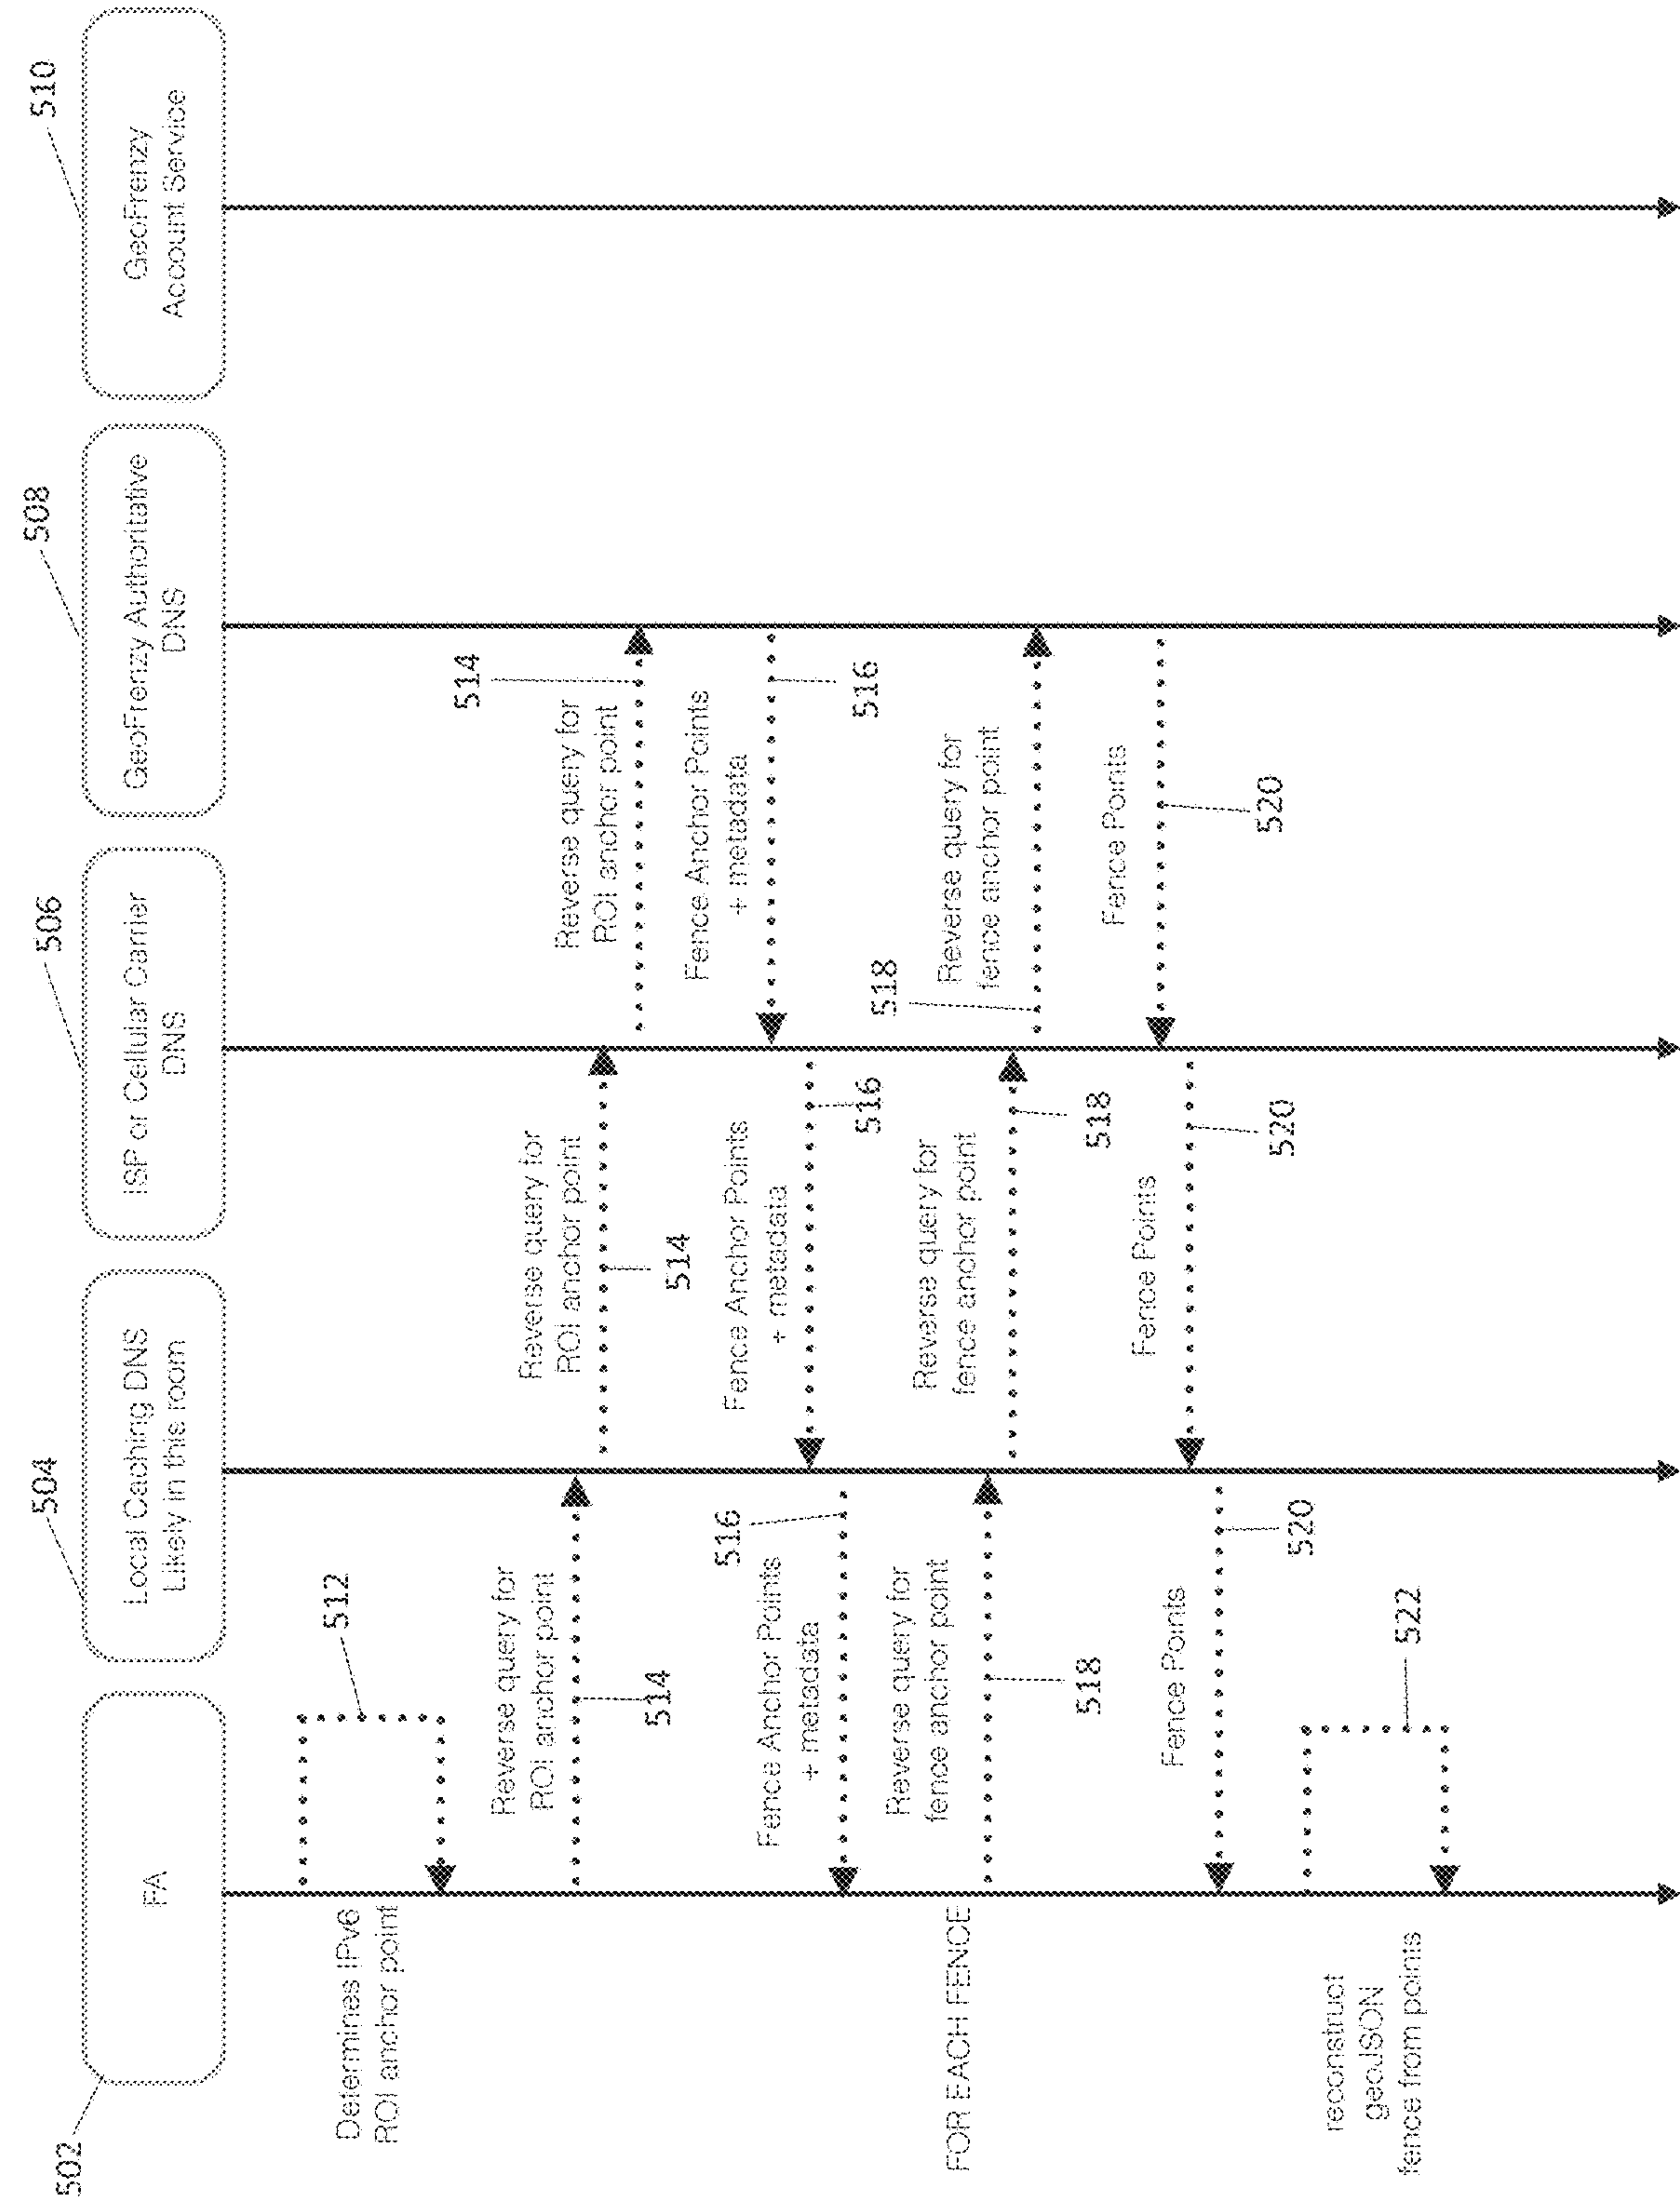 502
FA
504
Local Caching DNS
Likely in this room
506
ISP or Cellular Carrier
DNS
508
GeoFrenzy Authoritative
DNS
510
GeoFrenzy
Account Service
Determines IPv6
ROI anchor point
512
Reverse query for
ROI anchor point
514
Reverse query for
ROI anchor point
514
Reverse query for
ROI anchor point
514
Fence Anchor Points
+ metadata
516
Fence Anchor Points
+ metadata
516
Fence Anchor Points
+ metadata
516
FOR EACH FENCE
Reverse query for
fence anchor point
518
Reverse query for
fence anchor point
518
Reverse query for
fence anchor point
518
Fence Points
520
Fence Points
520
Fence Points
520
reconstruct
geoJSON
fence from points
522